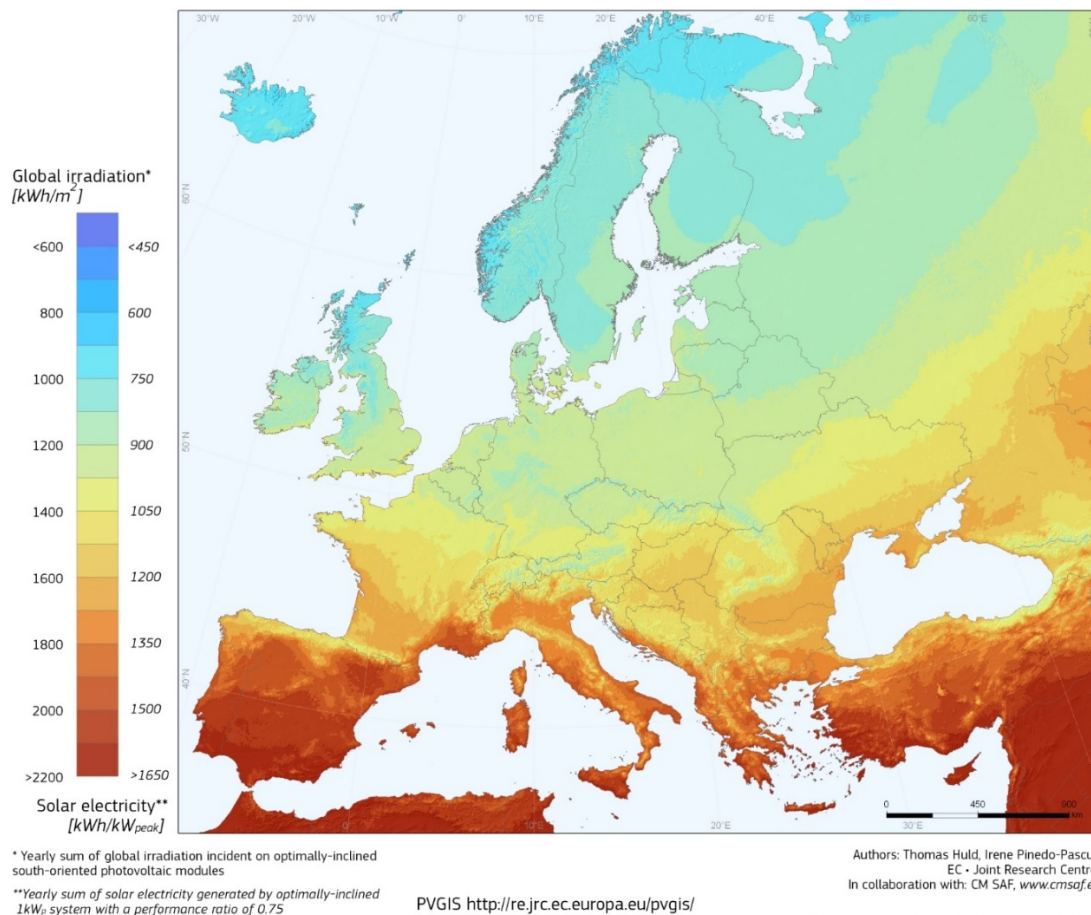 30°W 20°W 10°W 0°E 10°E 20°E 30°E 40°E 50°E 60°E
60°N
50°N
40°N
0°E 10°E 20°E 30°E
Global irradiation*
[kWh/m²]
<600 <450
800 600
1000 750
1200 900
1400 1050
1600 1200
1800 1350
2000 1500
>2200 >1650
Solar electricity**
[kWh/kWpeak]
0 450 900
km
* Yearly sum of global irradiation incident on optimally-inclined
south-oriented photovoltaic modules
**Yearly sum of solar electricity generated by optimally-inclined
1kWp system with a performance ratio of 0.75
PVGIS http://re.jrc.ec.europa.eu/pvgis/
Authors: Thomas Huld, Irene Pinedo-Pascu
EC • Joint Research Centr
In collaboration with: CM SAF, www.cmsaf.e